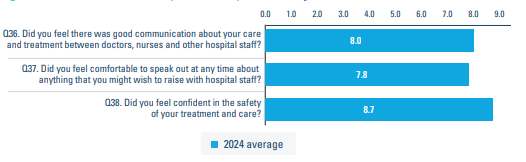 0.0 1.0 2.0 3.0 4.0 5.0 6.0 7.0 8.0 9.0
Q36. Did you feel there was good communication about your care
and treatment between doctors, nurses and other hospital staff?
8.0
Q37. Did you feel comfortable to speak out at any time about
anything that you might wish to raise with hospital staff?
7.8
Q38. Did you feel confident in the safety
of your treatment and care?
8.7
2024 average